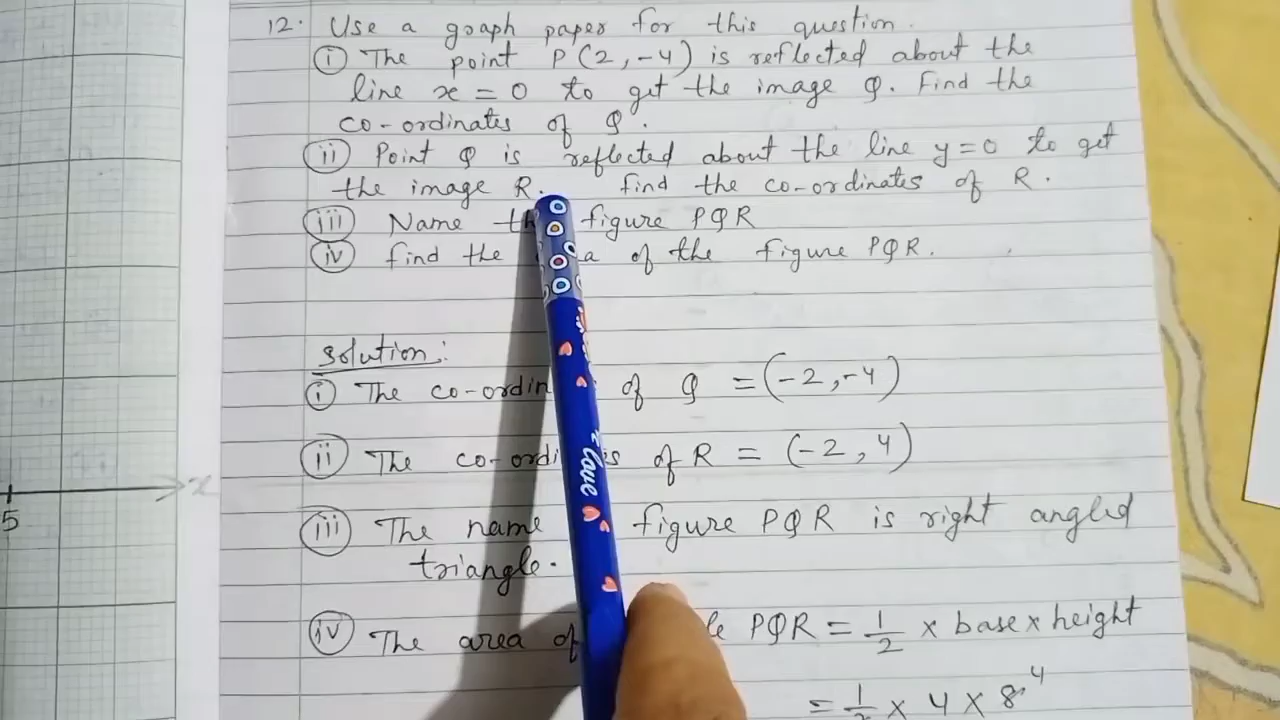 12. Use a graph paper for this question.
(i) The point P(2,-4) is reflected about the
line x = 0 to get the image Q. Find the
co-ordinates of Q.
(ii) Point Q is reflected about the line y=0 to get
the image R. find the co-ordinates of R.
(iii) Name figure PQR
(iv) find the of the figure PQR.
Solution:
(i) The of Q = (-2,-4)
(ii) The of R = (-2, 4)
(iii) The name figure PQR is right angled
triangle.
(iv) The area of PQR = 1/2 x base x height
= 1/2 x 4 x 8 4
x
5
Love